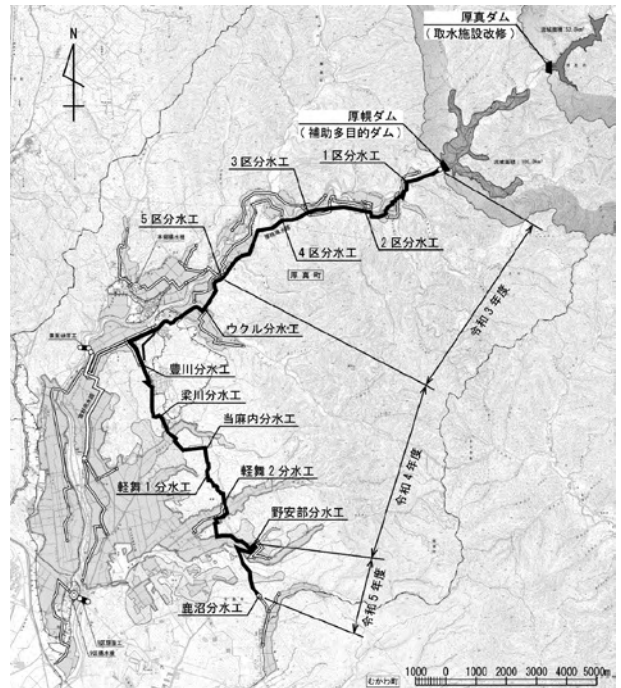 厚真ダム
(取水施設改修)
N
厚幌ダム
(補助多目的ダム)
1区分水工
3区分水工
5区分水工
2区分水工
4区分水工
厚真町
ウクル分水工
令和3年度
豊川分水工
梁川分水工
当麻内分水工
軽舞1分水工
軽舞2分水工
令和4年度
野安部分水工
鹿沼分水工
令和5年度
むかわ町
1000 0 1000 2000 3000 4000 5000m